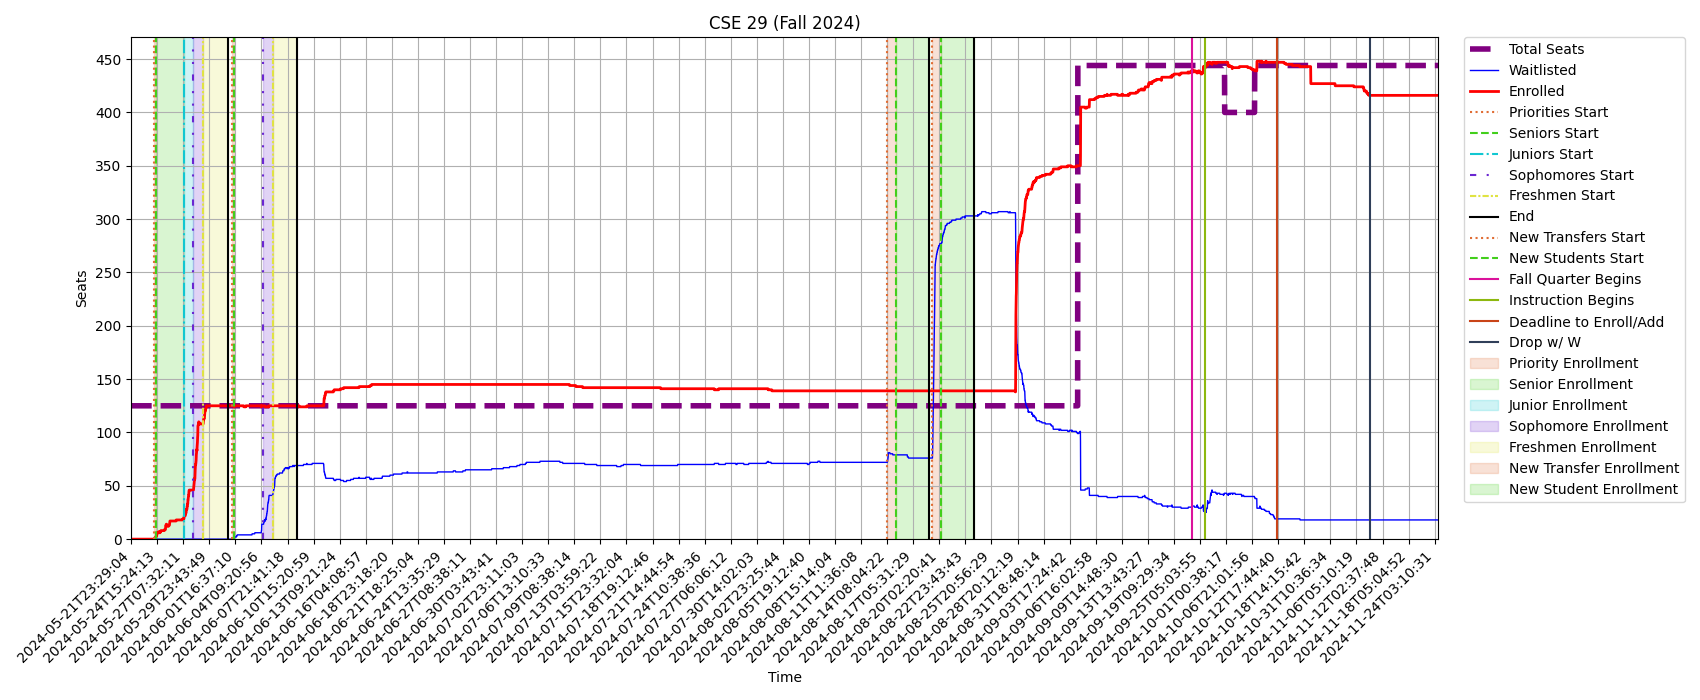 CSE 29 (Fall 2024)
Seats
450
400
350
300
250
200
150
100
50
0
2024-05-21T23:29:04
2024-05-24T15:24:13
2024-05-27T07:32:11
2024-05-29T23:43:49
2024-06-01T16:37:10
2024-06-04T09:20:56
2024-06-07T21:41:18
2024-06-10T15:20:59
2024-06-13T09:21:24
2024-06-16T04:08:57
2024-06-18T23:18:20
2024-06-21T18:25:04
2024-06-24T13:35:29
2024-06-27T08:38:11
2024-06-30T03:43:41
2024-07-02T23:11:03
2024-07-06T13:10:33
2024-07-09T08:38:14
2024-07-13T03:59:22
2024-07-15T23:32:04
2024-07-18T19:12:46
2024-07-21T14:44:54
2024-07-24T10:38:36
2024-07-27T06:06:12
2024-07-30T14:02:03
2024-08-02T23:25:44
2024-08-05T19:12:40
2024-08-08T15:14:04
2024-08-11T11:36:08
2024-08-14T08:04:22
2024-08-17T05:31:29
2024-08-20T02:20:41
2024-08-22T23:43:43
2024-08-25T20:56:29
2024-08-28T20:12:19
2024-08-31T18:48:14
2024-09-03T17:24:42
2024-09-06T16:02:58
2024-09-09T14:48:30
2024-09-13T13:43:27
2024-09-19T09:29:34
2024-09-25T05:03:55
2024-10-01T00:38:17
2024-10-06T21:01:56
2024-10-12T17:44:40
2024-10-18T14:15:42
2024-10-31T10:36:34
2024-11-06T05:10:19
2024-11-12T02:37:48
2024-11-18T05:04:52
2024-11-24T03:10:31
Time
Total Seats
Waitlisted
Enrolled
Priorities Start
Seniors Start
Juniors Start
Sophomores Start
Freshmen Start
End
New Transfers Start
New Students Start
Fall Quarter Begins
Instruction Begins
Deadline to Enroll/Add
Drop w/ W
Priority Enrollment
Senior Enrollment
Junior Enrollment
Sophomore Enrollment
Freshmen Enrollment
New Transfer Enrollment
New Student Enrollment